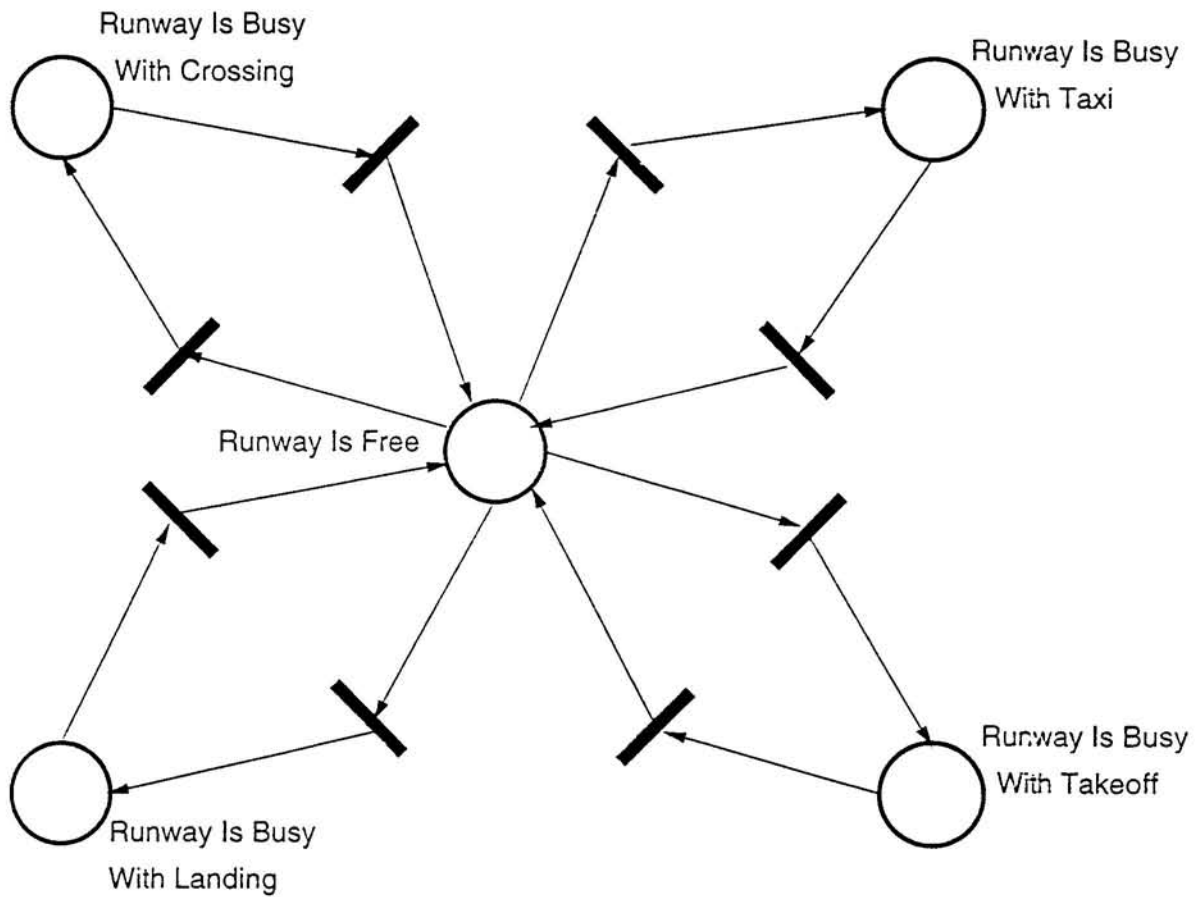 Runway Is Busy
With Crossing
Runway Is Busy
With Taxi
Runway Is Free
Runway Is Busy
With Takeoff
Runway Is Busy
With Landing